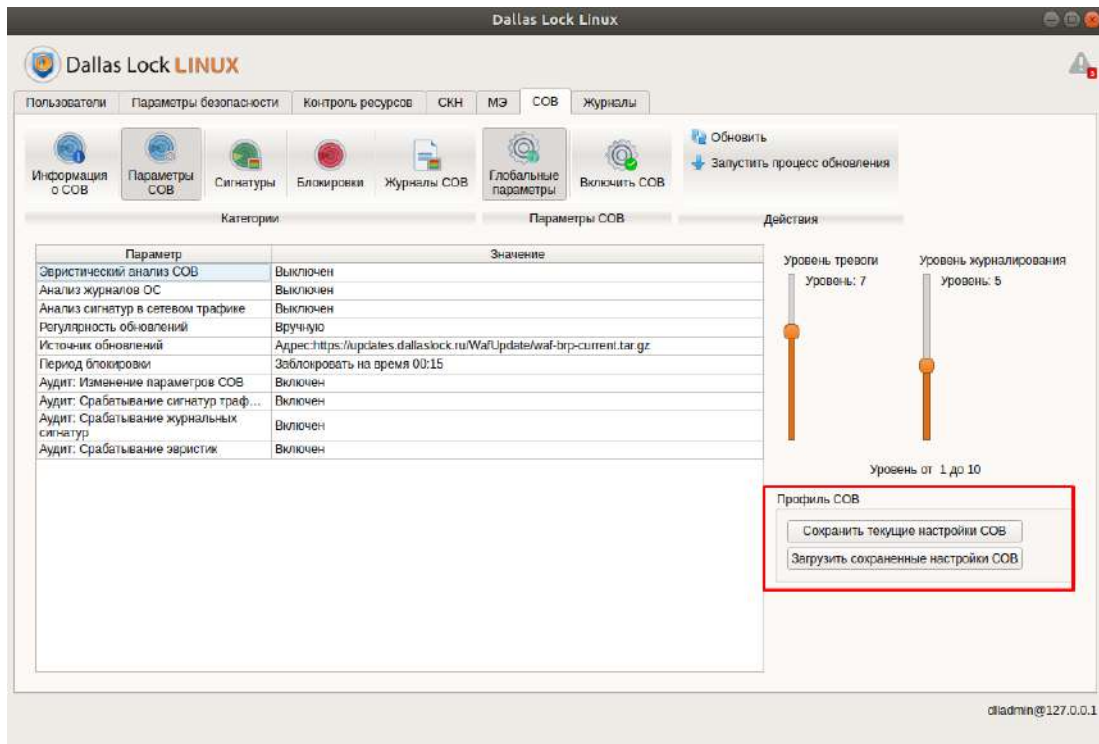 Dallas Lock Linux
Dallas Lock LINUX
Пользователи Параметры безопасности Контроль ресурсов СКН МЭ СОВ Журналы
Информация о СОВ
Параметры СОВ
Сигнатуры
Блокировки
Журналы СОВ
Категории
Глобальные параметры
Включить СОВ
Параметры СОВ
Обновить
Запустить процесс обновления
Действия
Параметр Значение
Эвристический анализ СОВ Выключен
Анализ журналов ОС Выключен
Анализ сигнатур в сетевом трафике Выключен
Регулярность обновлений Вручную
Источник обновлений Адрес:https://updates.dallaslock.ru/WafUpdate/waf-brp-current.tar.gz
Период блокировки Заблокровать на время 00:15
Аудит: Изменение параметров СОВ Включен
Аудит: Срабатывание сигнатур траф... Включен
Аудит: Срабатывание журнальных
сигнатур Включен
Аудит: Срабатывание эвристик Включен
Уровень тревоги Уровень журналирования
Уровень: 7 Уровень: 5
Уровень от 1 до 10
Профиль СОВ
Сохранить текущие настройки СОВ
Загрузить сохраненные настройки СОВ
dlladmin@127.0.0.1